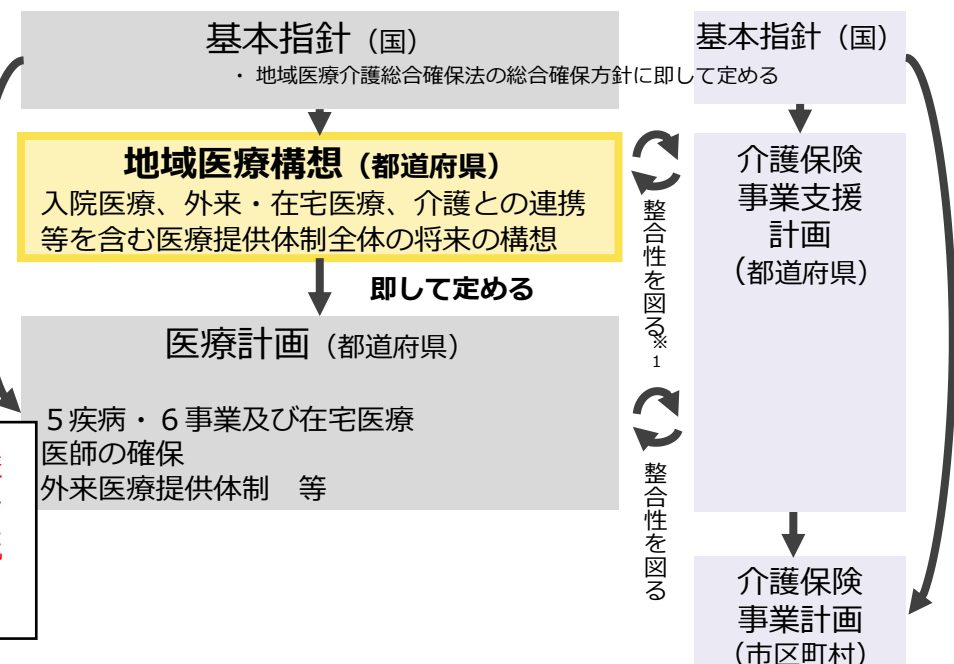 基本指針（国）
・ 地域医療介護総合確保法の総合確保方針に即して定める
地域医療構想（都道府県）
入院医療、外来・在宅医療、介護との連携
等を含む医療提供体制全体の将来の構想
即して定める
医療計画（都道府県）
５疾病・６事業及び在宅医療
医師の確保
外来医療提供体制　等
整合性を図る※1
整合性を図る
基本指針（国）
介護保険
事業支援
計画
（都道府県）
介護保険
事業計画
（市区町村）